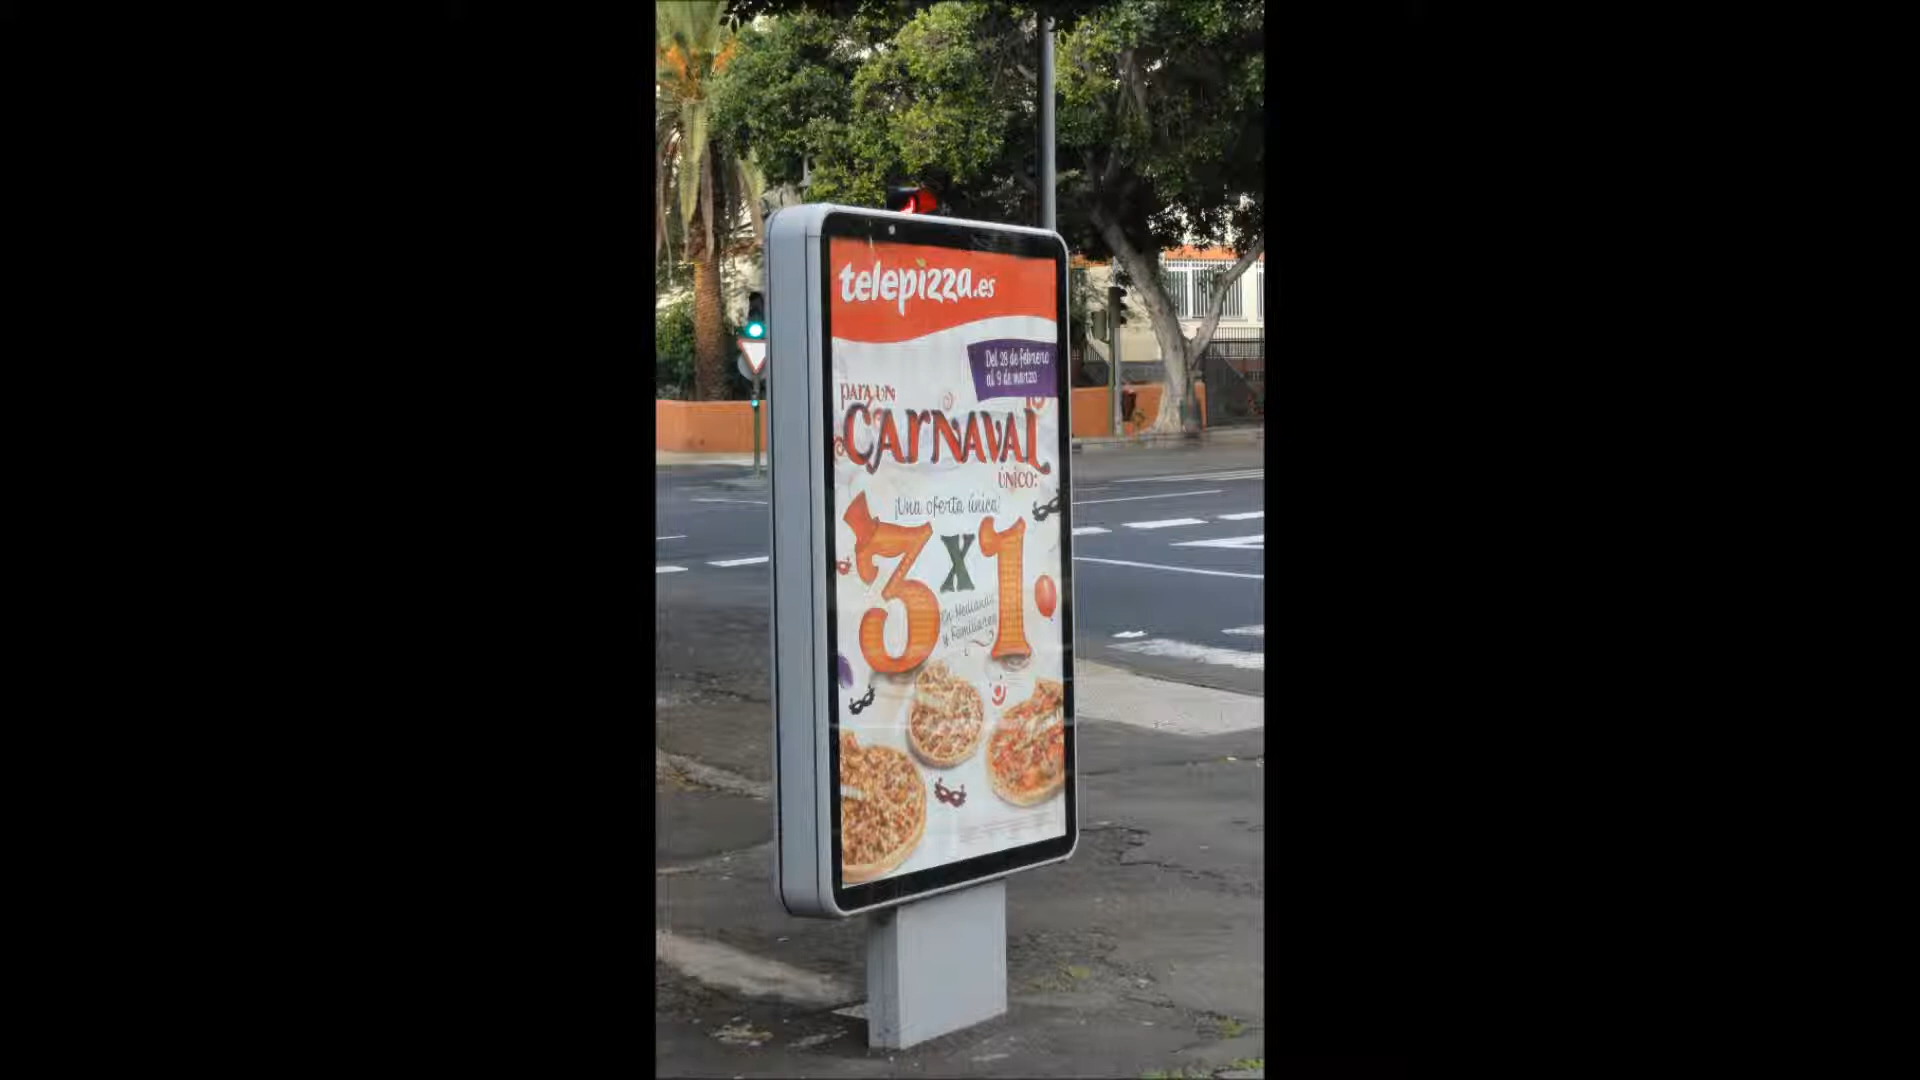 telepizza.es
Del 28 de febrero
al 9 de marzo
para un
CARNAVAL
ÚNICO:
¡Una oferta única!
3x1
En Medianas
y Familiares